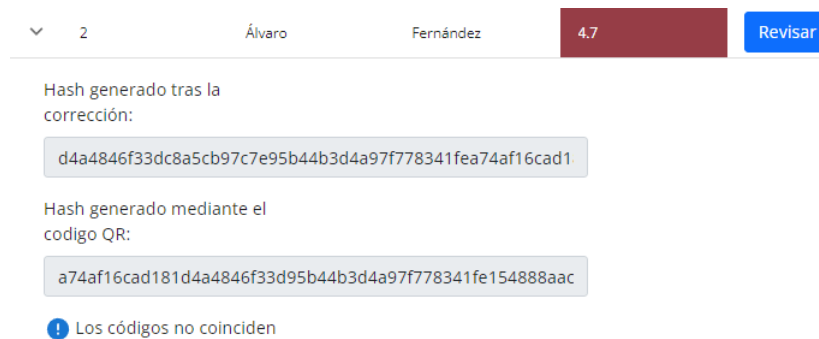 2 Álvaro Fernández 4.7 Revisar
Hash generado tras la
corrección:
d4a4846f33dc8a5cb97c7e95b44b3d4a97f778341fea74af16cad1
Hash generado mediante el
codigo QR:
a74af16cad181d4a4846f33d95b44b3d4a97f778341fe154888aac
Los códigos no coinciden